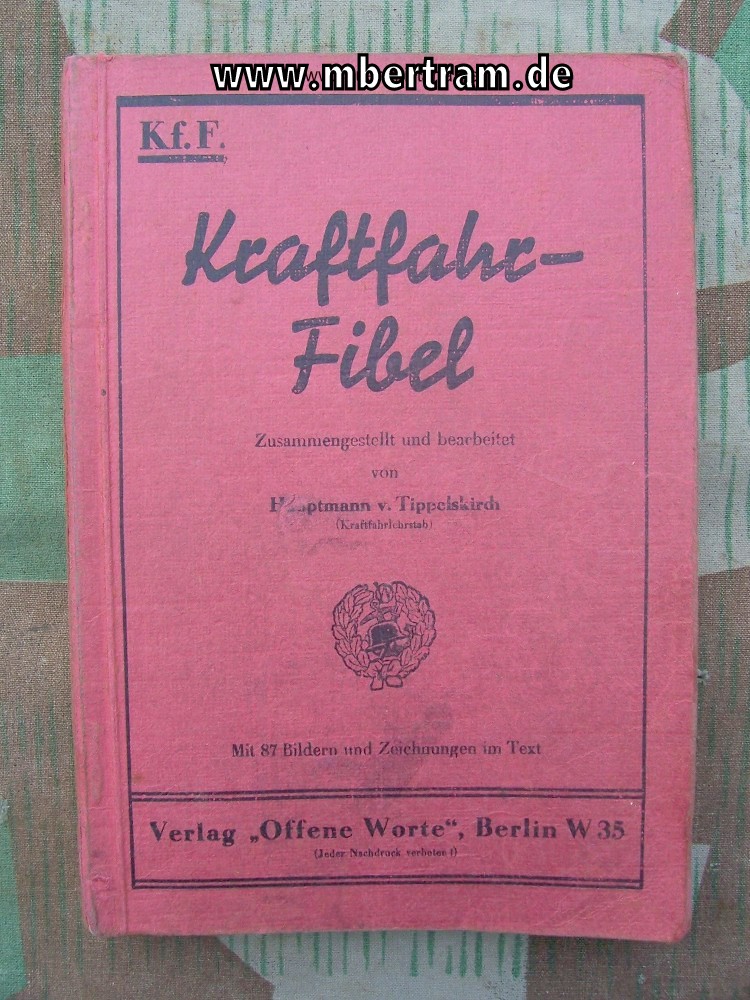 www.mbertram.de
Kf. F.
Kraftfahr-
Fibel
Zusammengestellt und bearbeitet
von
Hauptmann v. Tippelskirch
(Kraftfahrlehrstab)
Mit 87 Bildern und Zeichnungen im Text
Verlag „Offene Worte“, Berlin W 35
(Jeder Nachdruck verboten!)